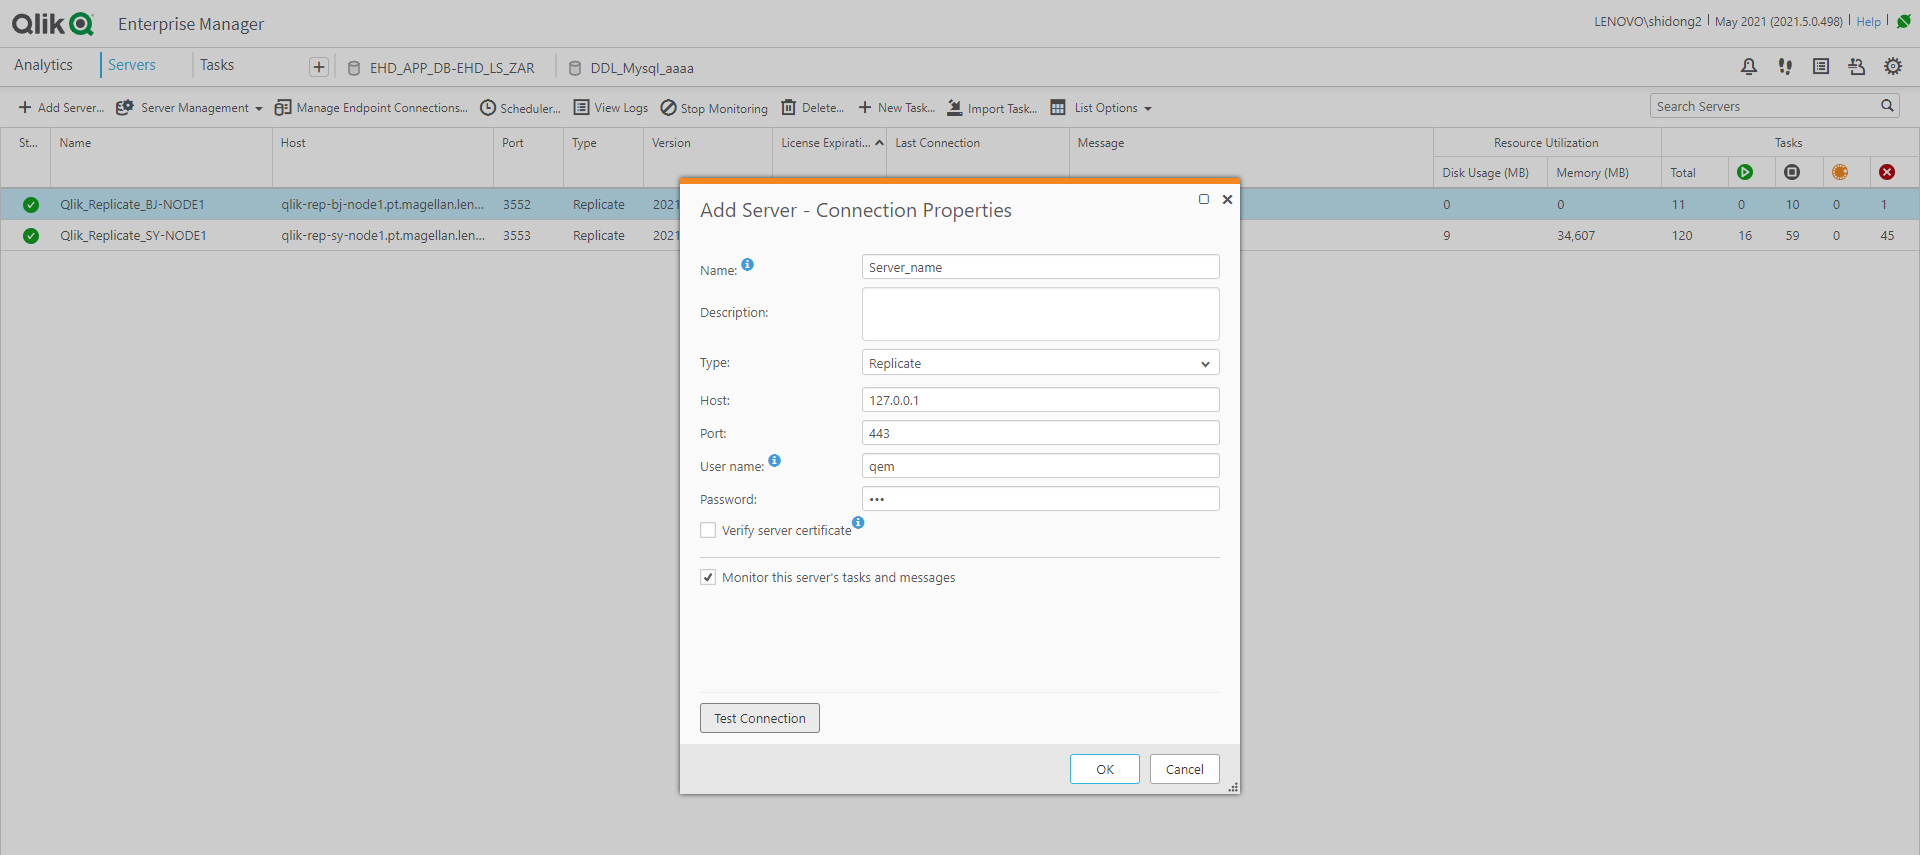 Qlik Q Enterprise Manager
LENOVO\shidong2 | May 2021 (2021.5.0.498) | Help |
Analytics Servers Tasks + EHD_APP_DB-EHD_LS_ZAR DDL_Mysql_aaaa
+ Add Server... Server Management Manage Endpoint Connections... Scheduler... View Logs Stop Monitoring Delete... + New Task... Import Task... List Options Search Servers
St... Name Host Port Type Version License Expirati... Last Connection Message Resource Utilization Tasks
Disk Usage (MB) Memory (MB) Total
Qlik_Replicate_BJ-NODE1 qlik-rep-bj-node1.pt.magellan.len... 3552 Replicate 2021 0 0 11 0 10 0 1
Qlik_Replicate_SY-NODE1 qlik-rep-sy-node1.pt.magellan.len... 3553 Replicate 2021 9 34,607 120 16 59 0 45
Add Server - Connection Properties
Name: Server_name
Description:
Type: Replicate
Host: 127.0.0.1
Port: 443
User name: qem
Password: •••
Verify server certificate
Monitor this server's tasks and messages
Test Connection
OK Cancel